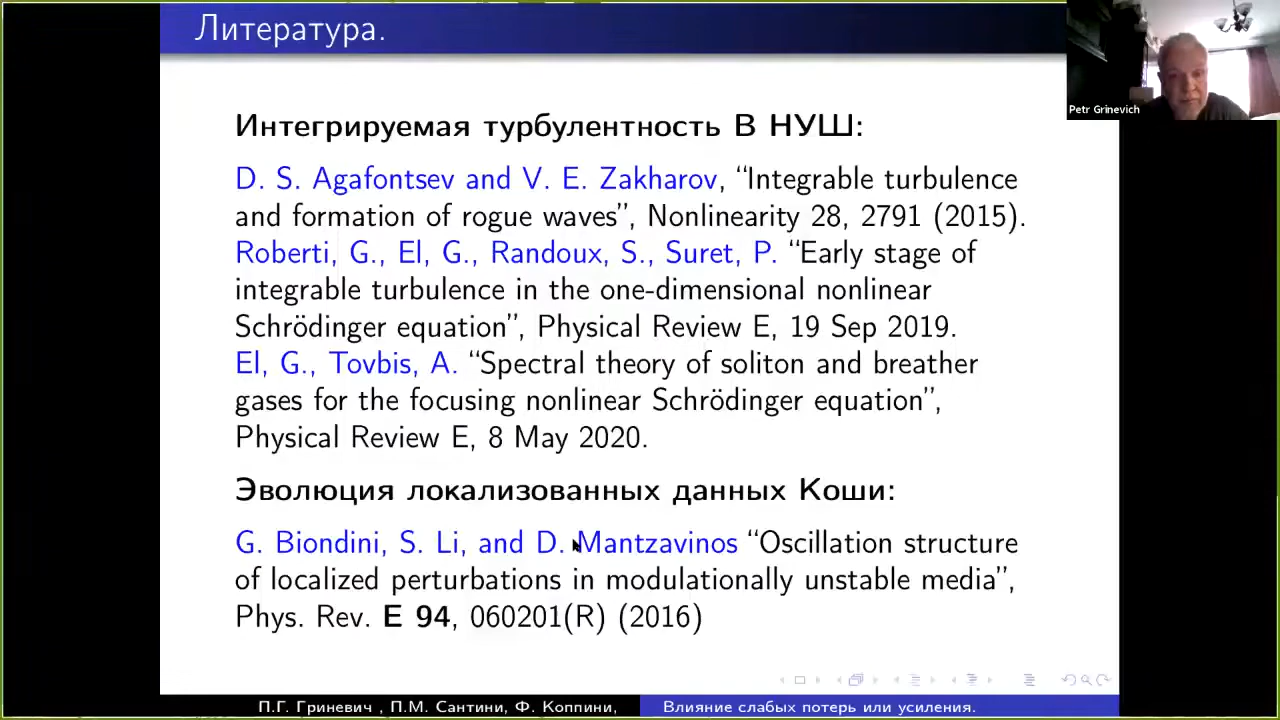 Литература.
Petr Grinevich
Интегрируемая турбулентность В НУШ:
D. S. Agafontsev and V. E. Zakharov, “Integrable turbulence
and formation of rogue waves”, Nonlinearity 28, 2791 (2015).
Roberti, G., El, G., Randoux, S., Suret, P. “Early stage of
integrable turbulence in the one-dimensional nonlinear
Schrödinger equation”, Physical Review E, 19 Sep 2019.
El, G., Tovbis, A. “Spectral theory of soliton and breather
gases for the focusing nonlinear Schrödinger equation”,
Physical Review E, 8 May 2020.
Эволюция локализованных данных Коши:
G. Biondini, S. Li, and D. Mantzavinos “Oscillation structure
of localized perturbations in modulationally unstable media”,
Phys. Rev. E 94, 060201(R) (2016)
П.Г. Гриневич , П.М. Сантини, Ф. Коппини,
Влияние слабых потерь или усиления.